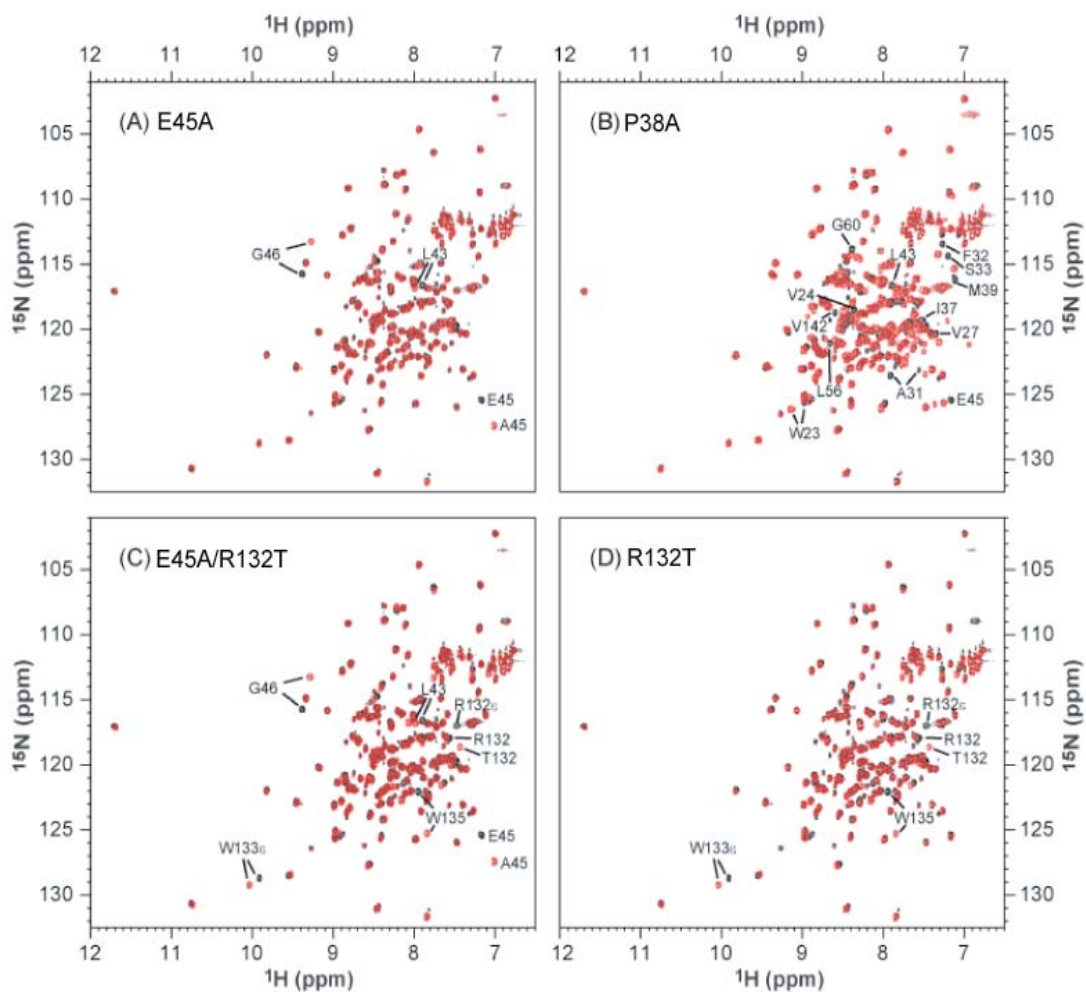 ¹H (ppm)
¹H (ppm)
12 11 10 9 8 7
12 11 10 9 8 7
(A) E45A
(B) P38A
105
110
115
120
125
130
¹⁵N (ppm)
G46
L43
E45
A45
G60
L43
F32
S33
M39
V24
I37
V142
V27
L56
A31
E45
W23
105
110
115
120
125
130
¹⁵N (ppm)
(C) E45A/R132T
(D) R132T
105
110
115
120
125
130
¹⁵N (ppm)
G46
L43
R132ε
R132
T132
W135
E45
W133ε
A45
R132ε
R132
T132
W135
W133ε
105
110
115
120
125
130
¹⁵N (ppm)
12 11 10 9 8 7
12 11 10 9 8 7
¹H (ppm)
¹H (ppm)